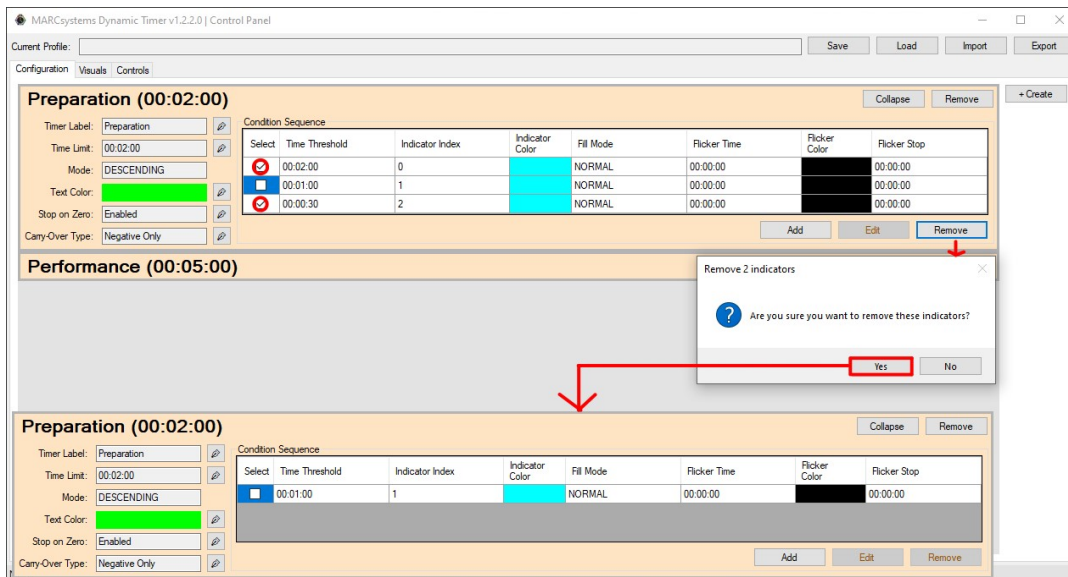 MARCsystems Dynamic Timer v1.2.2.0 | Control Panel
Current Profile: Save Load Import Export
Configuration Visuals Controls
Preparation (00:02:00) Collapse Remove + Create
Timer Label: Preparation
Time Limit: 00:02:00
Mode: DESCENDING
Text Color:
Stop on Zero: Enabled
Carry-Over Type: Negative Only
Condition Sequence
Select Time Threshold Indicator Index Indicator Color Fill Mode Flicker Time Flicker Color Flicker Stop
00:02:00 0 NORMAL 00:00:00 00:00:00
00:01:00 1 NORMAL 00:00:00 00:00:00
00:00:30 2 NORMAL 00:00:00 00:00:00
Add Edit Remove
Performance (00:05:00)
Remove 2 indicators
Are you sure you want to remove these indicators?
Yes No
Preparation (00:02:00) Collapse Remove
Timer Label: Preparation
Time Limit: 00:02:00
Mode: DESCENDING
Text Color:
Stop on Zero: Enabled
Carry-Over Type: Negative Only
Condition Sequence
Select Time Threshold Indicator Index Indicator Color Fill Mode Flicker Time Flicker Color Flicker Stop
00:01:00 1 NORMAL 00:00:00 00:00:00
Add Edit Remove